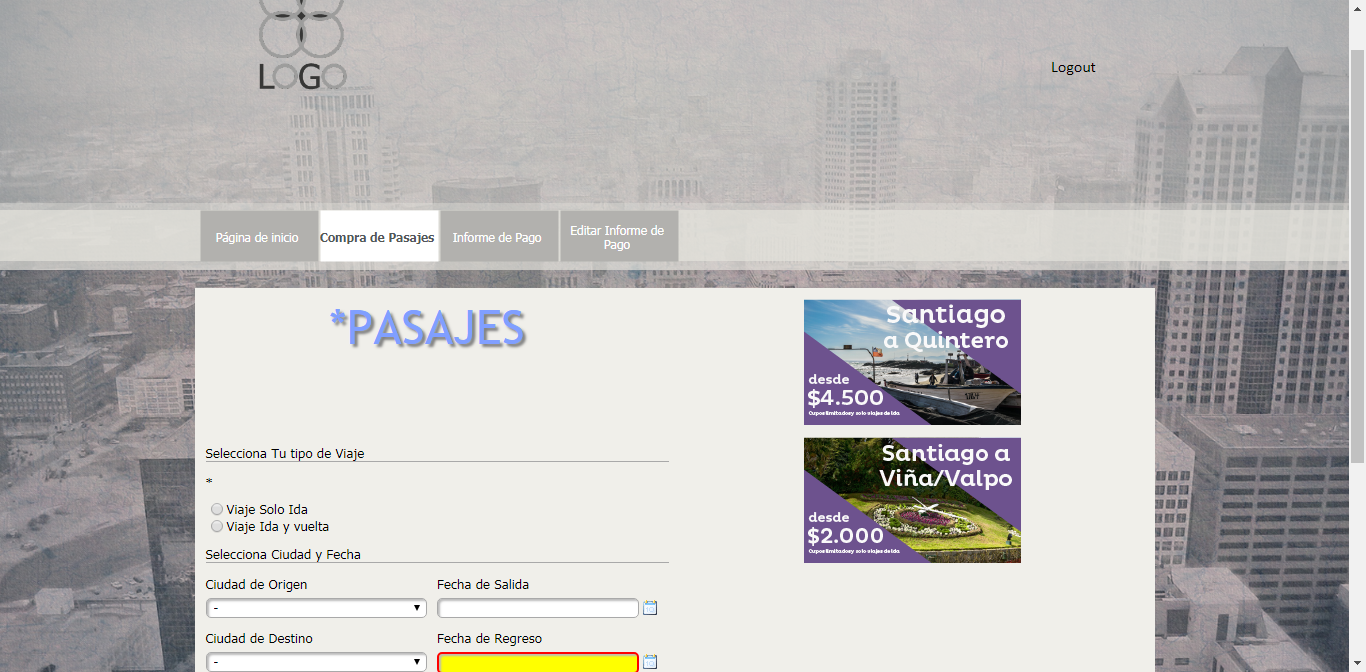 LOGO
Logout
Página de inicio
Compra de Pasajes
Informe de Pago
Editar Informe de
Pago
*PASAJES
Santiago
a Quintero
desde
$4.500
Cupos limitados y solo viajes de ida
Santiago a
Viña/Valpo
desde
$2.000
Cupos limitados y solo viajes de ida
Selecciona Tu tipo de Viaje
*
Viaje Solo Ida
Viaje Ida y vuelta
Selecciona Ciudad y Fecha
Ciudad de Origen
Fecha de Salida
-
Ciudad de Destino
Fecha de Regreso
-